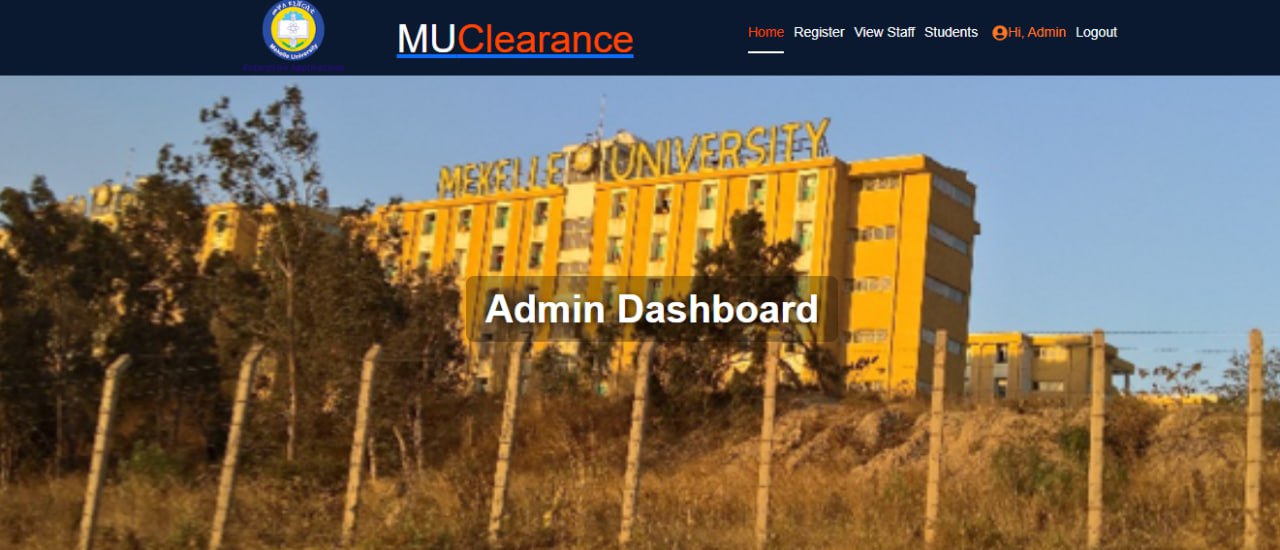 Mekelle University
MUClearance
Home Register View Staff Students Hi, Admin Logout
MEKELLE UNIVERSITY
Admin Dashboard